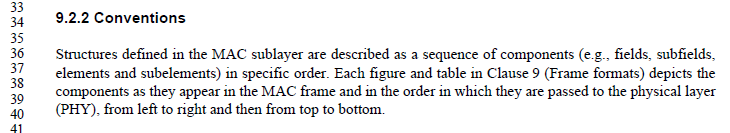 33
34 9.2.2 Conventions
35
36 Structures defined in the MAC sublayer are described as a sequence of components (e.g., fields, subfields,
37 elements and subelements) in specific order. Each figure and table in Clause 9 (Frame formats) depicts the
38 components as they appear in the MAC frame and in the order in which they are passed to the physical layer
39
40 (PHY), from left to right and then from top to bottom.
41